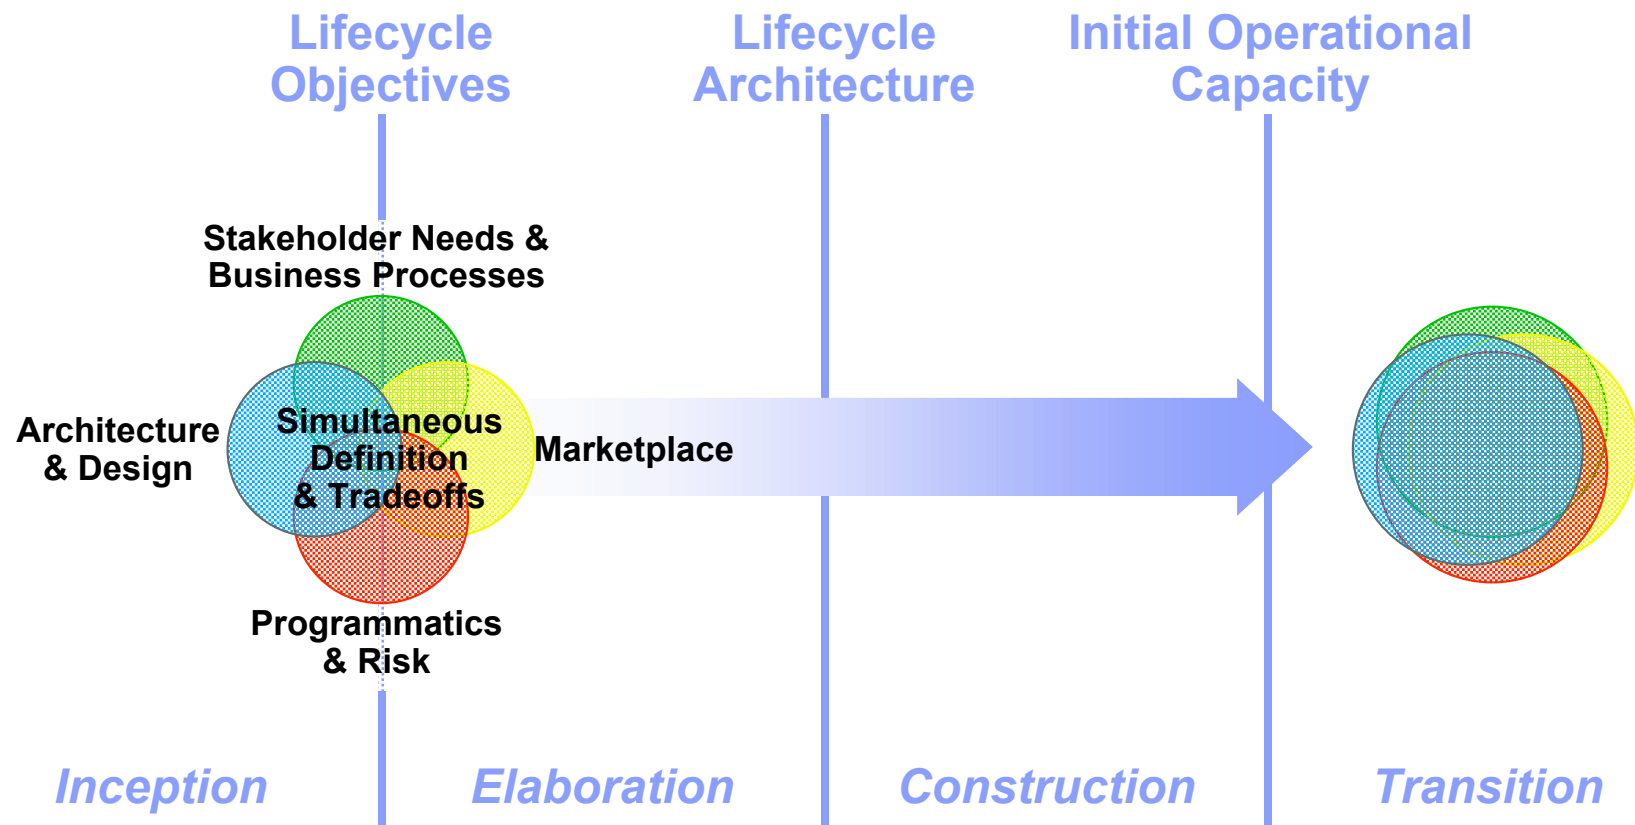 Lifecycle
Objectives
Lifecycle
Architecture
Initial Operational
Capacity
Stakeholder Needs &
Business Processes
Architecture
& Design
Simultaneous
Definition
& Tradeoffs
Marketplace
Programmatics
& Risk
Inception
Elaboration
Construction
Transition